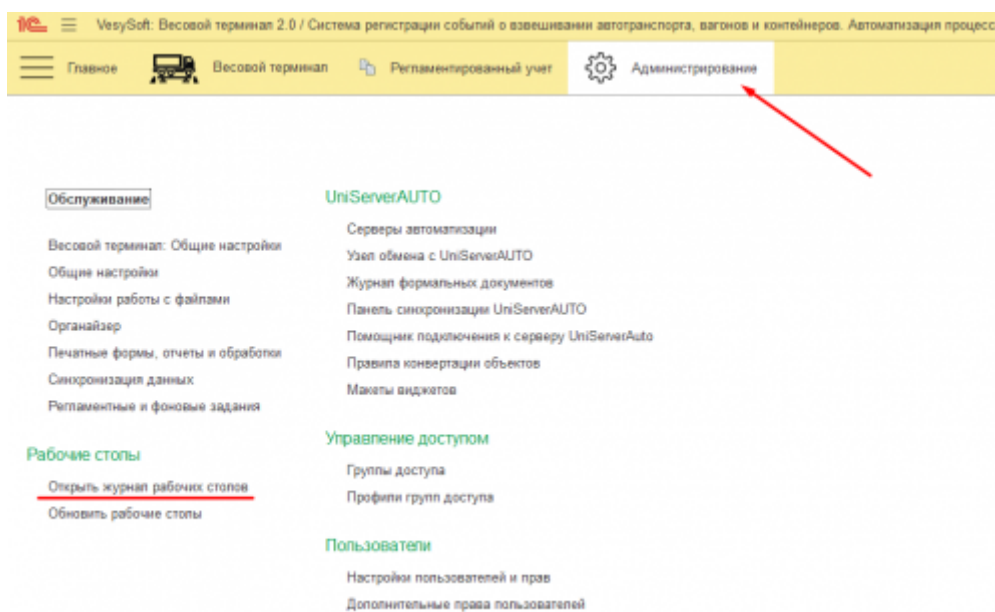 1С VesySoft: Весовой терминал 2.0 / Система регистрации событий о взвешивании автотранспорта, вагонов и контейнеров. Автоматизация процесс
Главное Весовой терминал Регламентированный учет Администрирование
Обслуживание
Весовой терминал: Общие настройки
Общие настройки
Настройки работы с файлами
Органайзер
Печатные формы, отчеты и обработки
Синхронизация данных
Регламентные и фоновые задания
Рабочие столы
Открыть журнал рабочих столов
Обновить рабочие столы
UniServerAUTO
Серверы автоматизации
Узел обмена с UniServerAUTO
Журнал формальных документов
Панель синхронизации UniServerAUTO
Помощник подключения к серверу UniServerAuto
Правила конвертации объектов
Макеты виджетов
Управление доступом
Группы доступа
Профили групп доступа
Пользователи
Настройки пользователей и прав
Дополнительные права пользователей